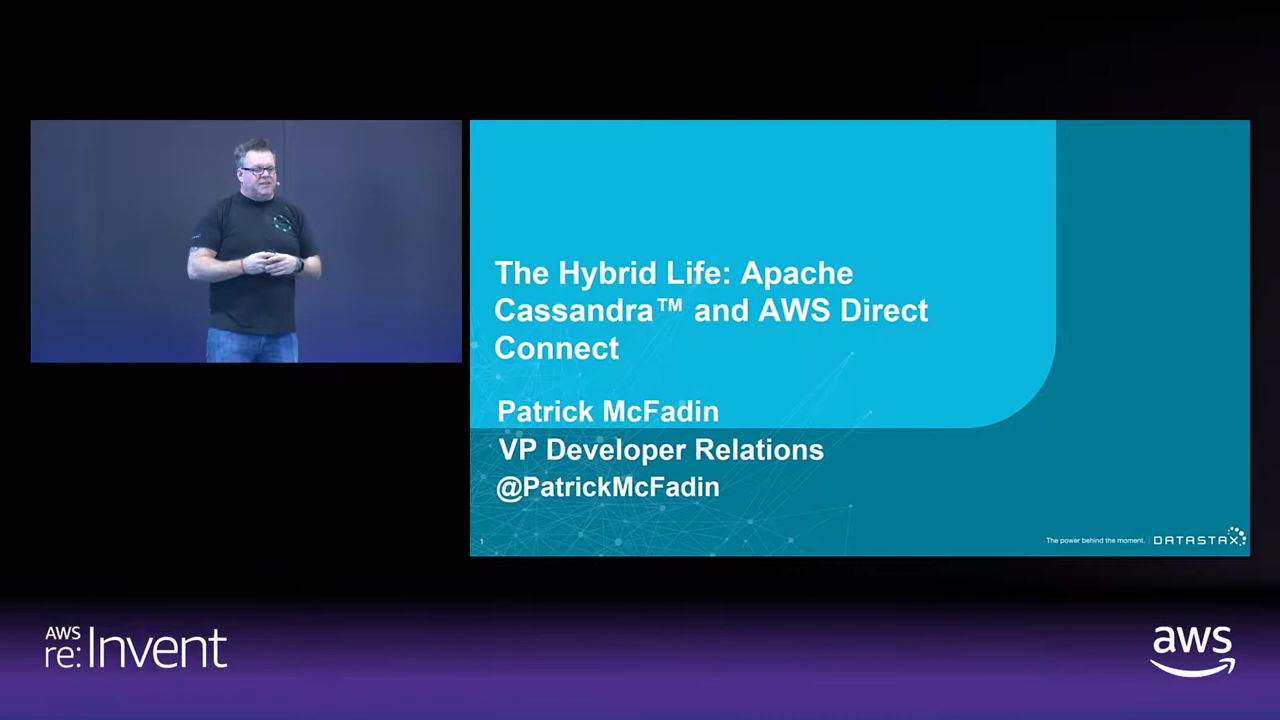 The Hybrid Life: Apache
Cassandra™ and AWS Direct
Connect
Patrick McFadin
VP Developer Relations
@PatrickMcFadin
1
The power behind the moment. | DATASTAX
AWS
re:Invent
aws